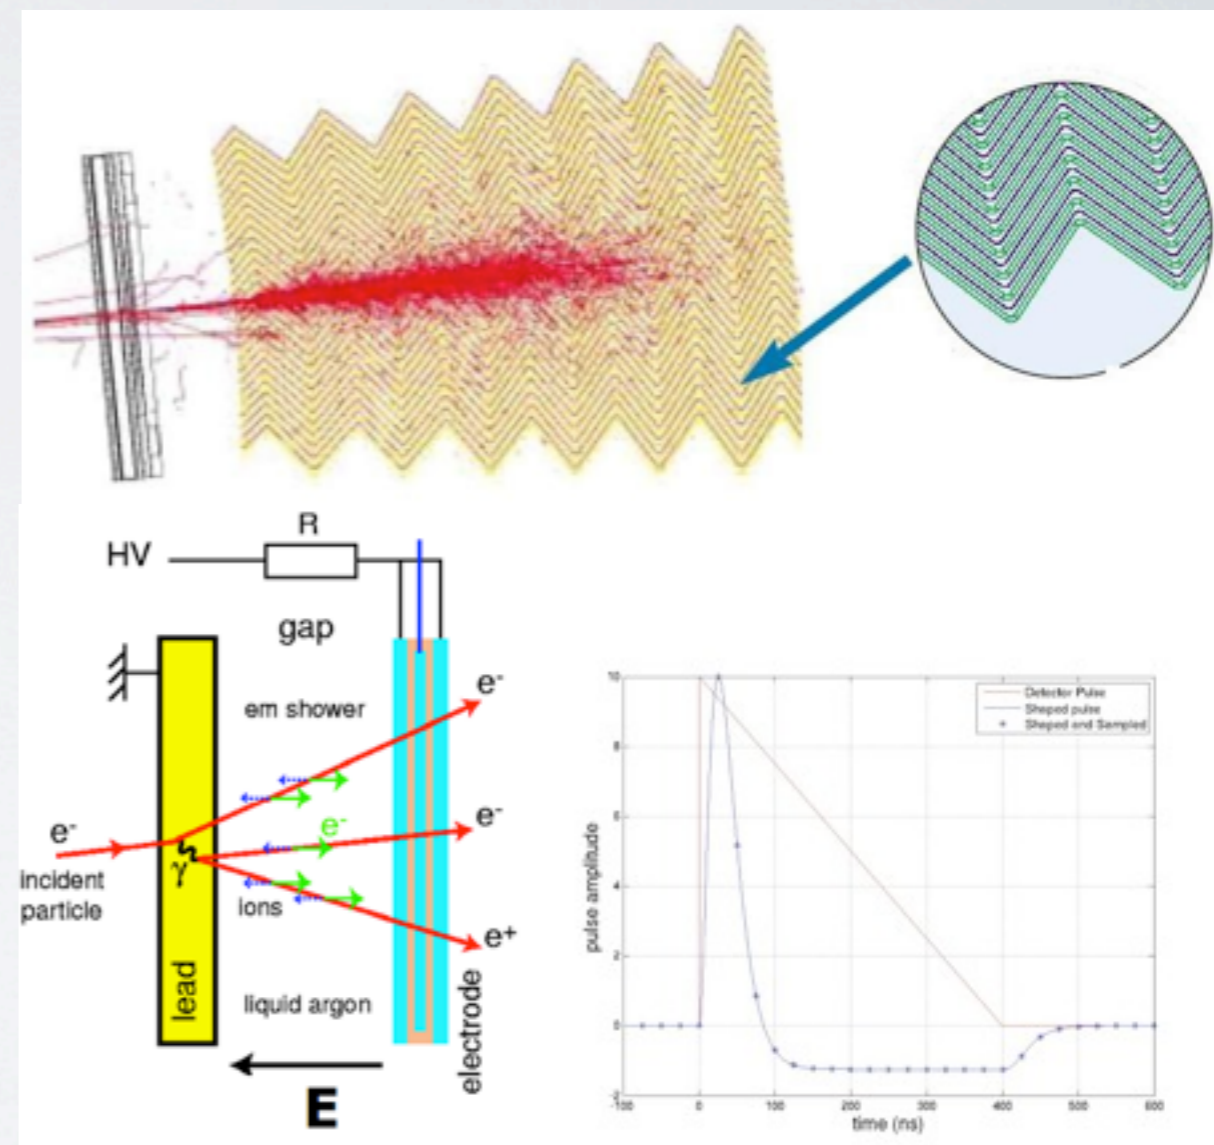 R
HV
gap
em shower
e-
e-
e-
e-
γ
incident
particle
ions
e+
lead
liquid argon
electrode
E
Detector Pulse
Shaped pulse
Shaped and Sampled
pulse amplitude
10
8
6
4
2
0
-2
-100 0 100 200 300 400 500 600
time (ns)